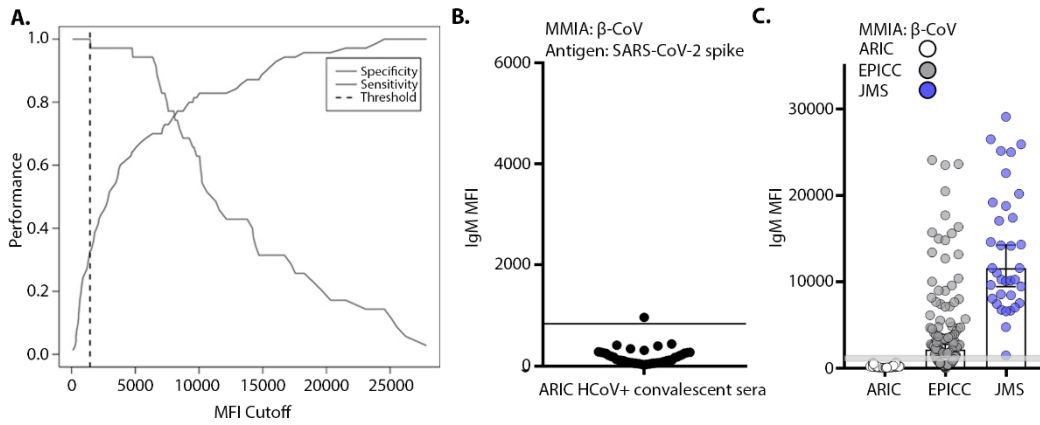 A.
1.0
0.8
0.6
0.4
0.2
0.0
Performance
0
5000
10000
15000
20000
25000
MFI Cutoff
Specificity
Sensitivity
Threshold
B.
MMIA: β-CoV
Antigen: SARS-CoV-2 spike
6000
4000
2000
0
IgM MFI
ARIC HCoV+ convalescent sera
C.
MMIA: β-CoV
ARIC
EPICC
JMS
30000
20000
10000
0
IgM MFI
ARIC
EPICC
JMS